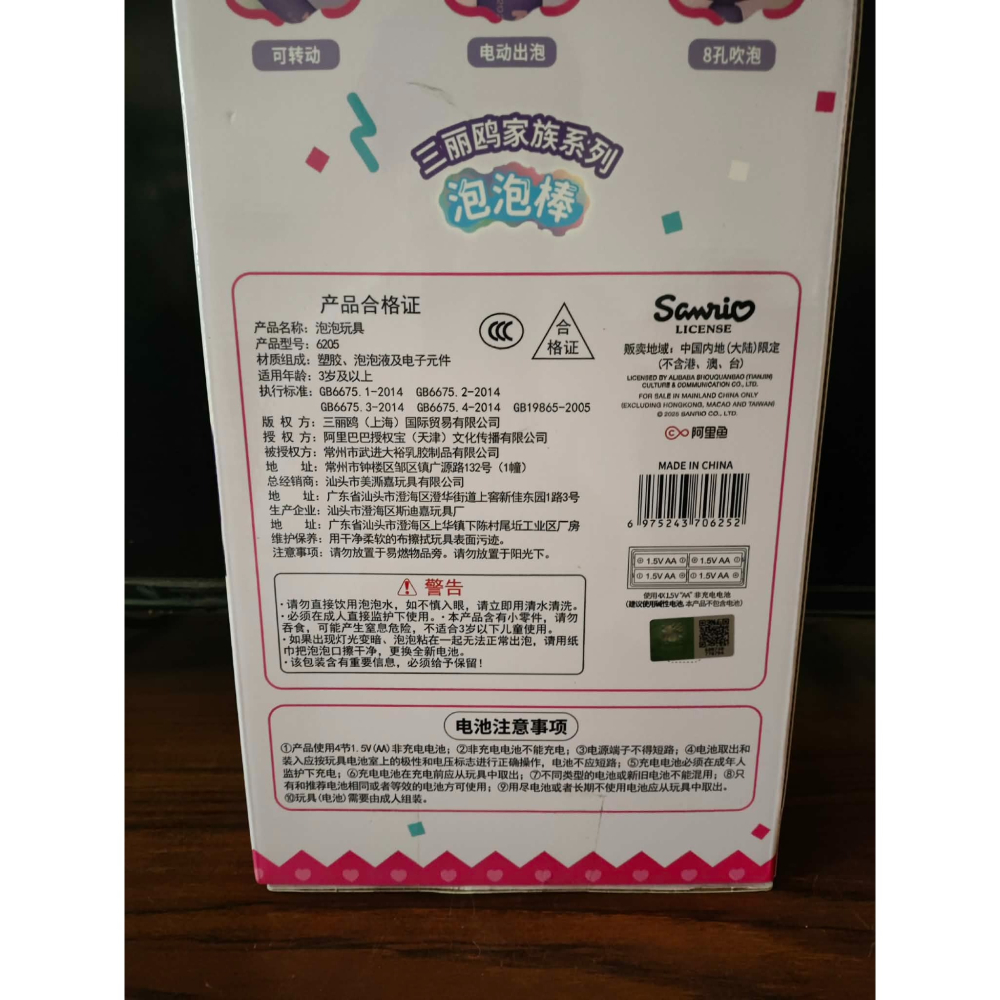 可转动
电动出泡
8孔吹泡
三丽鸥家族系列
泡泡棒
产品合格证
产品名称：泡泡玩具
产品型号：6205
材质组成：塑胶、泡泡液及电子元件
适用年龄：3岁及以上
执行标准：GB6675.1-2014 GB6675.2-2014
GB6675.3-2014 GB6675.4-2014 GB19865-2005
版 权 方：三丽鸥（上海）国际贸易有限公司
授 权 方：阿里巴巴授权宝（天津）文化传播有限公司
被授权方：常州市武进大裕乳胶制品有限公司
地 址：常州市钟楼区邹区镇广源路132号（1幢）
总经销商：汕头市美澌嘉玩具有限公司
地 址：广东省汕头市澄海区澄华街道上窖新佳东园1路3号
生产企业：汕头市澄海区斯迪嘉玩具厂
地 址：广东省汕头市澄海区上华镇下陈村尾坵工业区厂房
维护保养：用干净柔软的布擦拭玩具表面污迹。
注意事项：请勿放置于易燃物品旁。请勿放置于阳光下。
CCC
合
格证
Sanrio
LICENSE
贩卖地域：中国内地(大陆)限定
(不含港、澳、台)
LICENSED BY ALIBABA SHOUQUANBAO (TIANJIN)
CULTURE & COMMUNICATION CO., LTD.
FOR SALE IN MAINLAND CHINA ONLY
(EXCLUDING HONGKONG, MACAO AND TAIWAN)
© 2025 SANRIO CO., LTD.
阿里鱼
MADE IN CHINA
6 975243 706252
⊕ 1.5V AA ⊖ ⊕ 1.5V AA ⊖
⊖ 1.5V AA ⊕ ⊖ 1.5V AA ⊕
使用4X1.5V"AA"非充电电池
(建议使用碱性电池,本产品不包含电池)
警告
·请勿直接饮用泡泡水，如不慎入眼，请立即用清水清洗。
·必须在成人直接监护下使用。·本产品含有小零件，请勿
吞食，可能产生窒息危险，不适合3岁以下儿童使用。
·如果出现灯光变暗、泡泡粘在一起无法正常出泡，请用纸
巾把泡泡口擦干净，更换全新电池。
·该包装含有重要信息，必须给予保留！
电池注意事项
①产品使用4节1.5V(AA)非充电电池；②非充电电池不能充电；③电源端子不得短路；④电池取出和
装入应按玩具电池室上的极性和电压标志进行正确操作，电池不应短路；⑤充电电池必须在成年人
监护下充电；⑥充电电池在充电前应从玩具中取出；⑦不同类型的电池或新旧电池不能混用；⑧只
有和推荐电池相同或者等效的电池方可使用；⑨用尽电池或者长期不使用电池应从玩具中取出。
⑩玩具(电池)需要由成人组装。